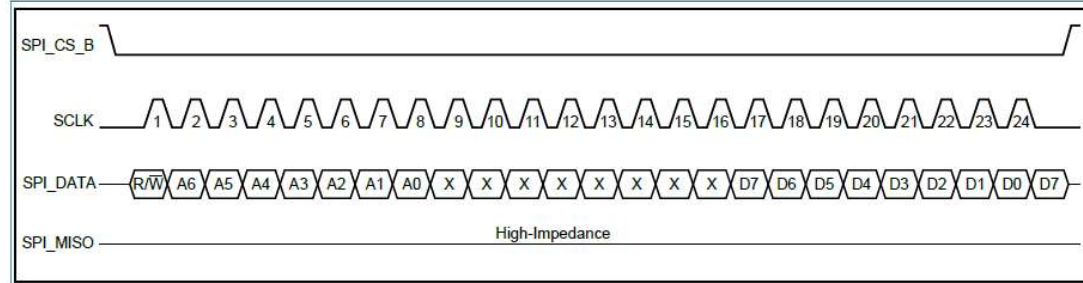 SPI_CS_B
SCLK 1 2 3 4 5 6 7 8 9 10 11 12 13 14 15 16 17 18 19 20 21 22 23 24
SPI_DATA R/W̅ A6 A5 A4 A3 A2 A1 A0 X X X X X X X X D7 D6 D5 D4 D3 D2 D1 D0 D7
SPI_MISO High-Impedance